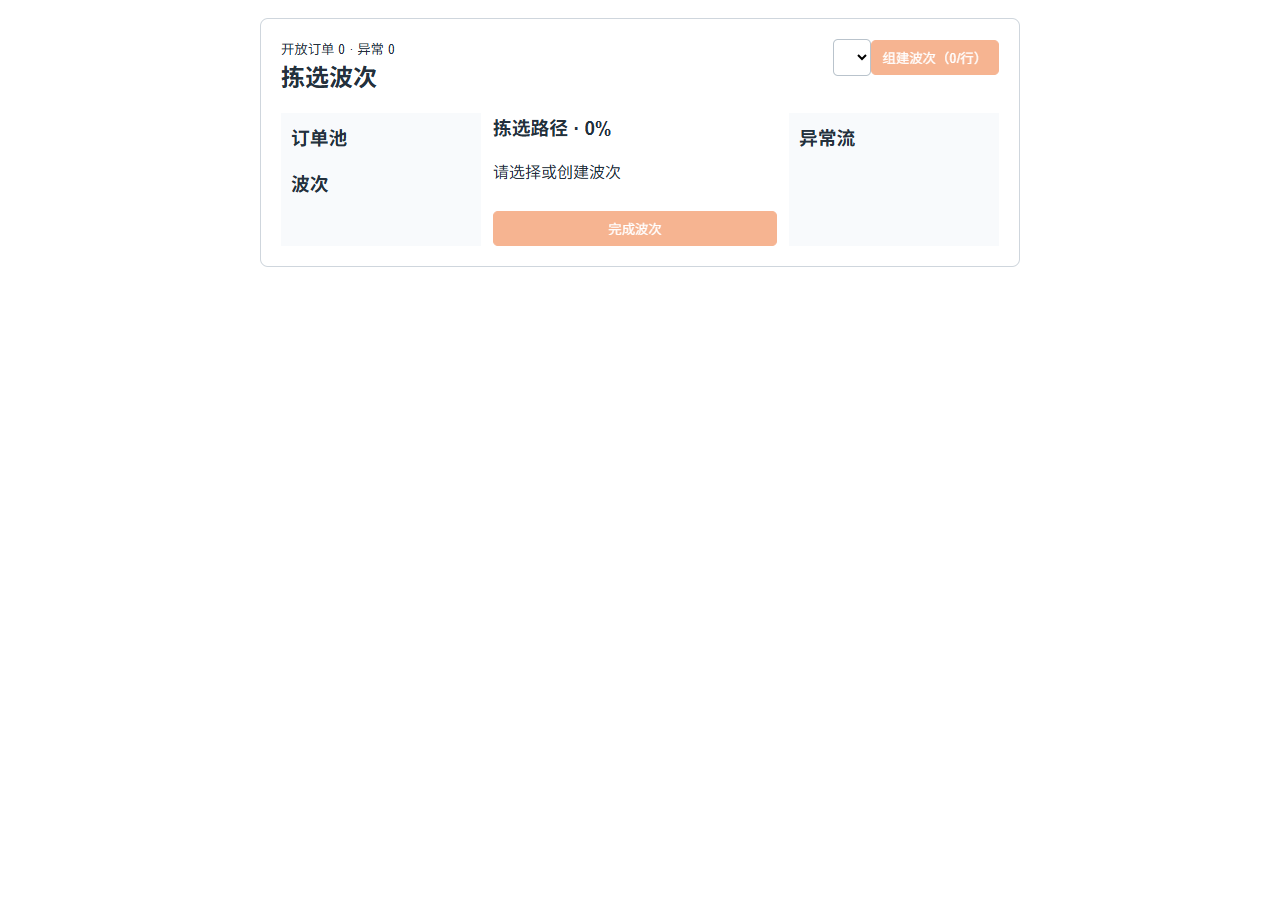 开放订单 0 · 异常 0
拣选波次
组建波次（0/行）
订单池
波次
拣选路径 · 0%
请选择或创建波次
完成波次
异常流